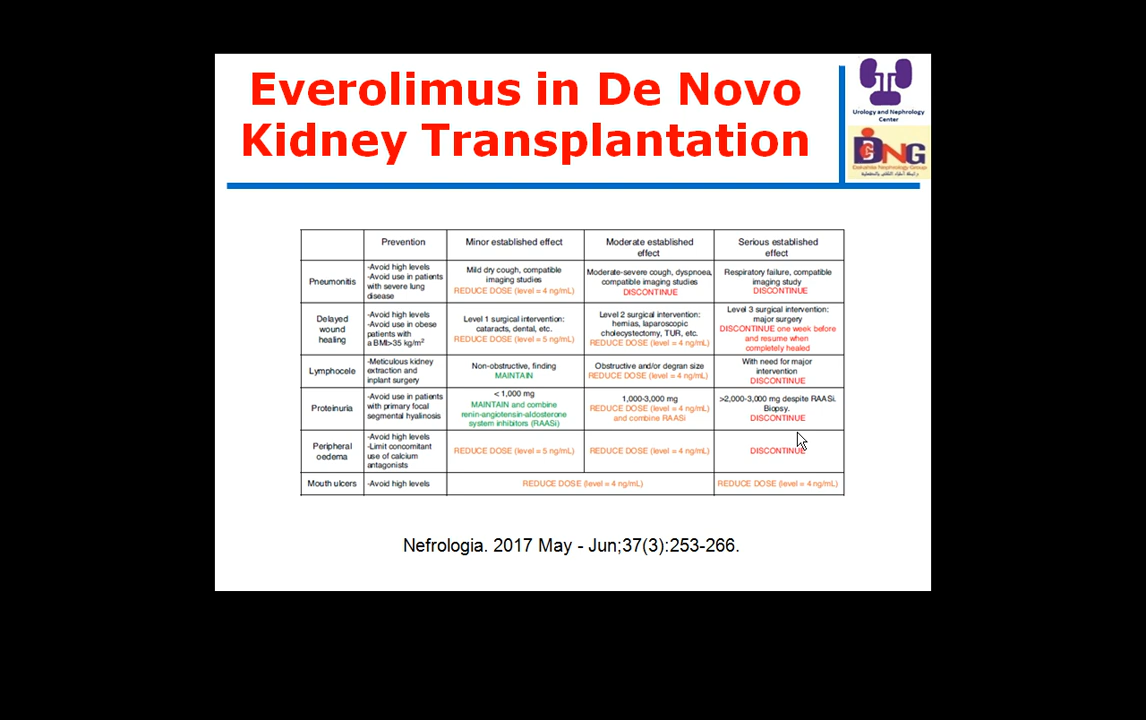 Everolimus in De Novo
Kidney Transplantation
Urology and Nephrology
Center
DNG
Dakahlia Nephrology Group
Prevention
Minor established effect
Moderate established
effect
Serious established
effect
Pneumonitis
-Avoid high levels
-Avoid use in patients
with severe lung
disease
Mild dry cough, compatible
imaging studies
REDUCE DOSE (level = 4 ng/mL)
Moderate-severe cough, dyspnoea,
compatible imaging studies
DISCONTINUE
Respiratory failure, compatible
imaging study
DISCONTINUE
Delayed
wound
healing
-Avoid high levels
-Avoid use in obese
patients with
a BMI>35 kg/m²
Level 1 surgical intervention:
cataracts, dental, etc.
REDUCE DOSE (level = 5 ng/mL)
Level 2 surgical intervention:
hernias, laparoscopic
cholecystectomy, TUR, etc.
REDUCE DOSE (level = 4 ng/mL)
Level 3 surgical intervention:
major surgery
DISCONTINUE one week before
and resume when
completely healed
Lymphocele
-Meticulous kidney
extraction and
inplant surgery
Non-obstructive, finding
MAINTAIN
Obstructive and/or degran size
REDUCE DOSE (level = 4 ng/mL)
With need for major
intervention
DISCONTINUE
Proteinuria
-Avoid use in patients
with primary focal
segmental hyalinosis
< 1,000 mg
MAINTAIN and combine
renin-angiotensin-aldosterone
system inhibitors (RAASi)
1,000-3,000 mg
REDUCE DOSE (level = 4 ng/mL)
and combine RAASi
>2,000-3,000 mg despite RAASi.
Biopsy.
DISCONTINUE
Peripheral
oedema
-Avoid high levels
-Limit concomitant
use of calcium
antagonists
REDUCE DOSE (level = 5 ng/mL)
REDUCE DOSE (level = 4 ng/mL)
DISCONTINUE
Mouth ulcers
-Avoid high levels
REDUCE DOSE (level = 4 ng/mL)
REDUCE DOSE (level = 4 ng/mL)
Nefrologia. 2017 May - Jun;37(3):253-266.